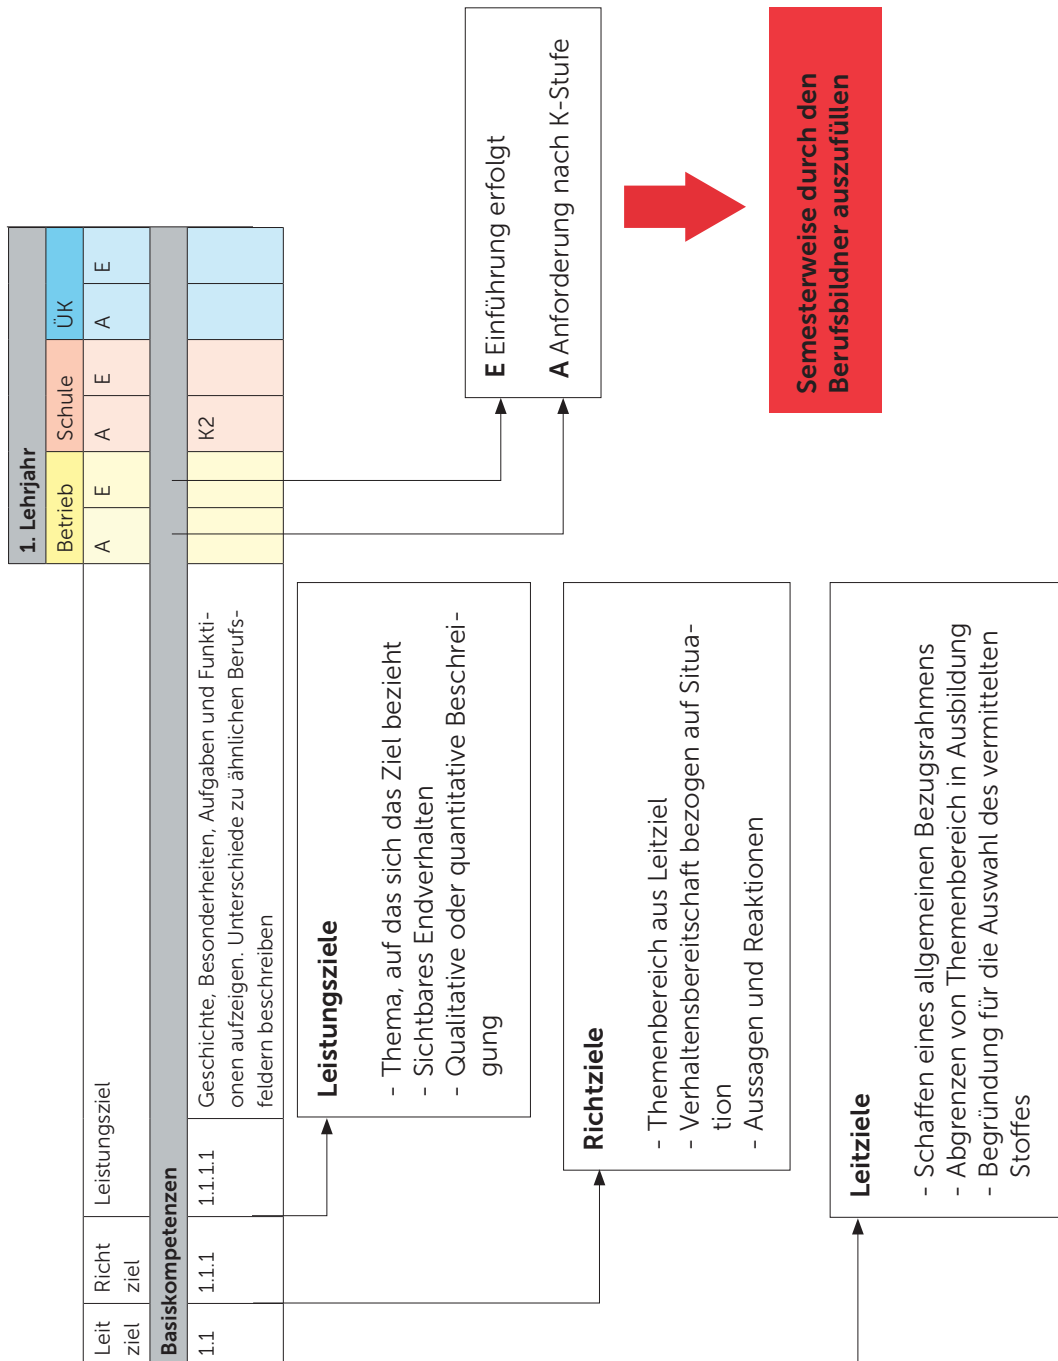 1. Lehrjahr
Betrieb Schule ÜK
Leit
ziel
Richt
ziel
Leistungsziel
A E A E A E
Basiskompetenzen
1.1 1.1.1 1.1.1.1
Geschichte, Besonderheiten, Aufgaben und Funkti-
onen aufzeigen. Unterschiede zu ähnlichen Berufs-
feldern beschreiben
K2
Leistungsziele
- Thema, auf das sich das Ziel bezieht
- Sichtbares Endverhalten
- Qualitative oder quantitative Beschrei-
gung
E Einführung erfolgt
A Anforderung nach K-Stufe
Richtziele
- Themenbereich aus Leitziel
- Verhaltensbereitschaft bezogen auf Situa-
tion
- Aussagen und Reaktionen
Semesterweise durch den
Berufsbildner auszufüllen
Leitziele
- Schaffen eines allgemeinen Bezugsrahmens
- Abgrenzen von Themenbereich in Ausbildung
- Begründung für die Auswahl des vermittelten
Stoffes